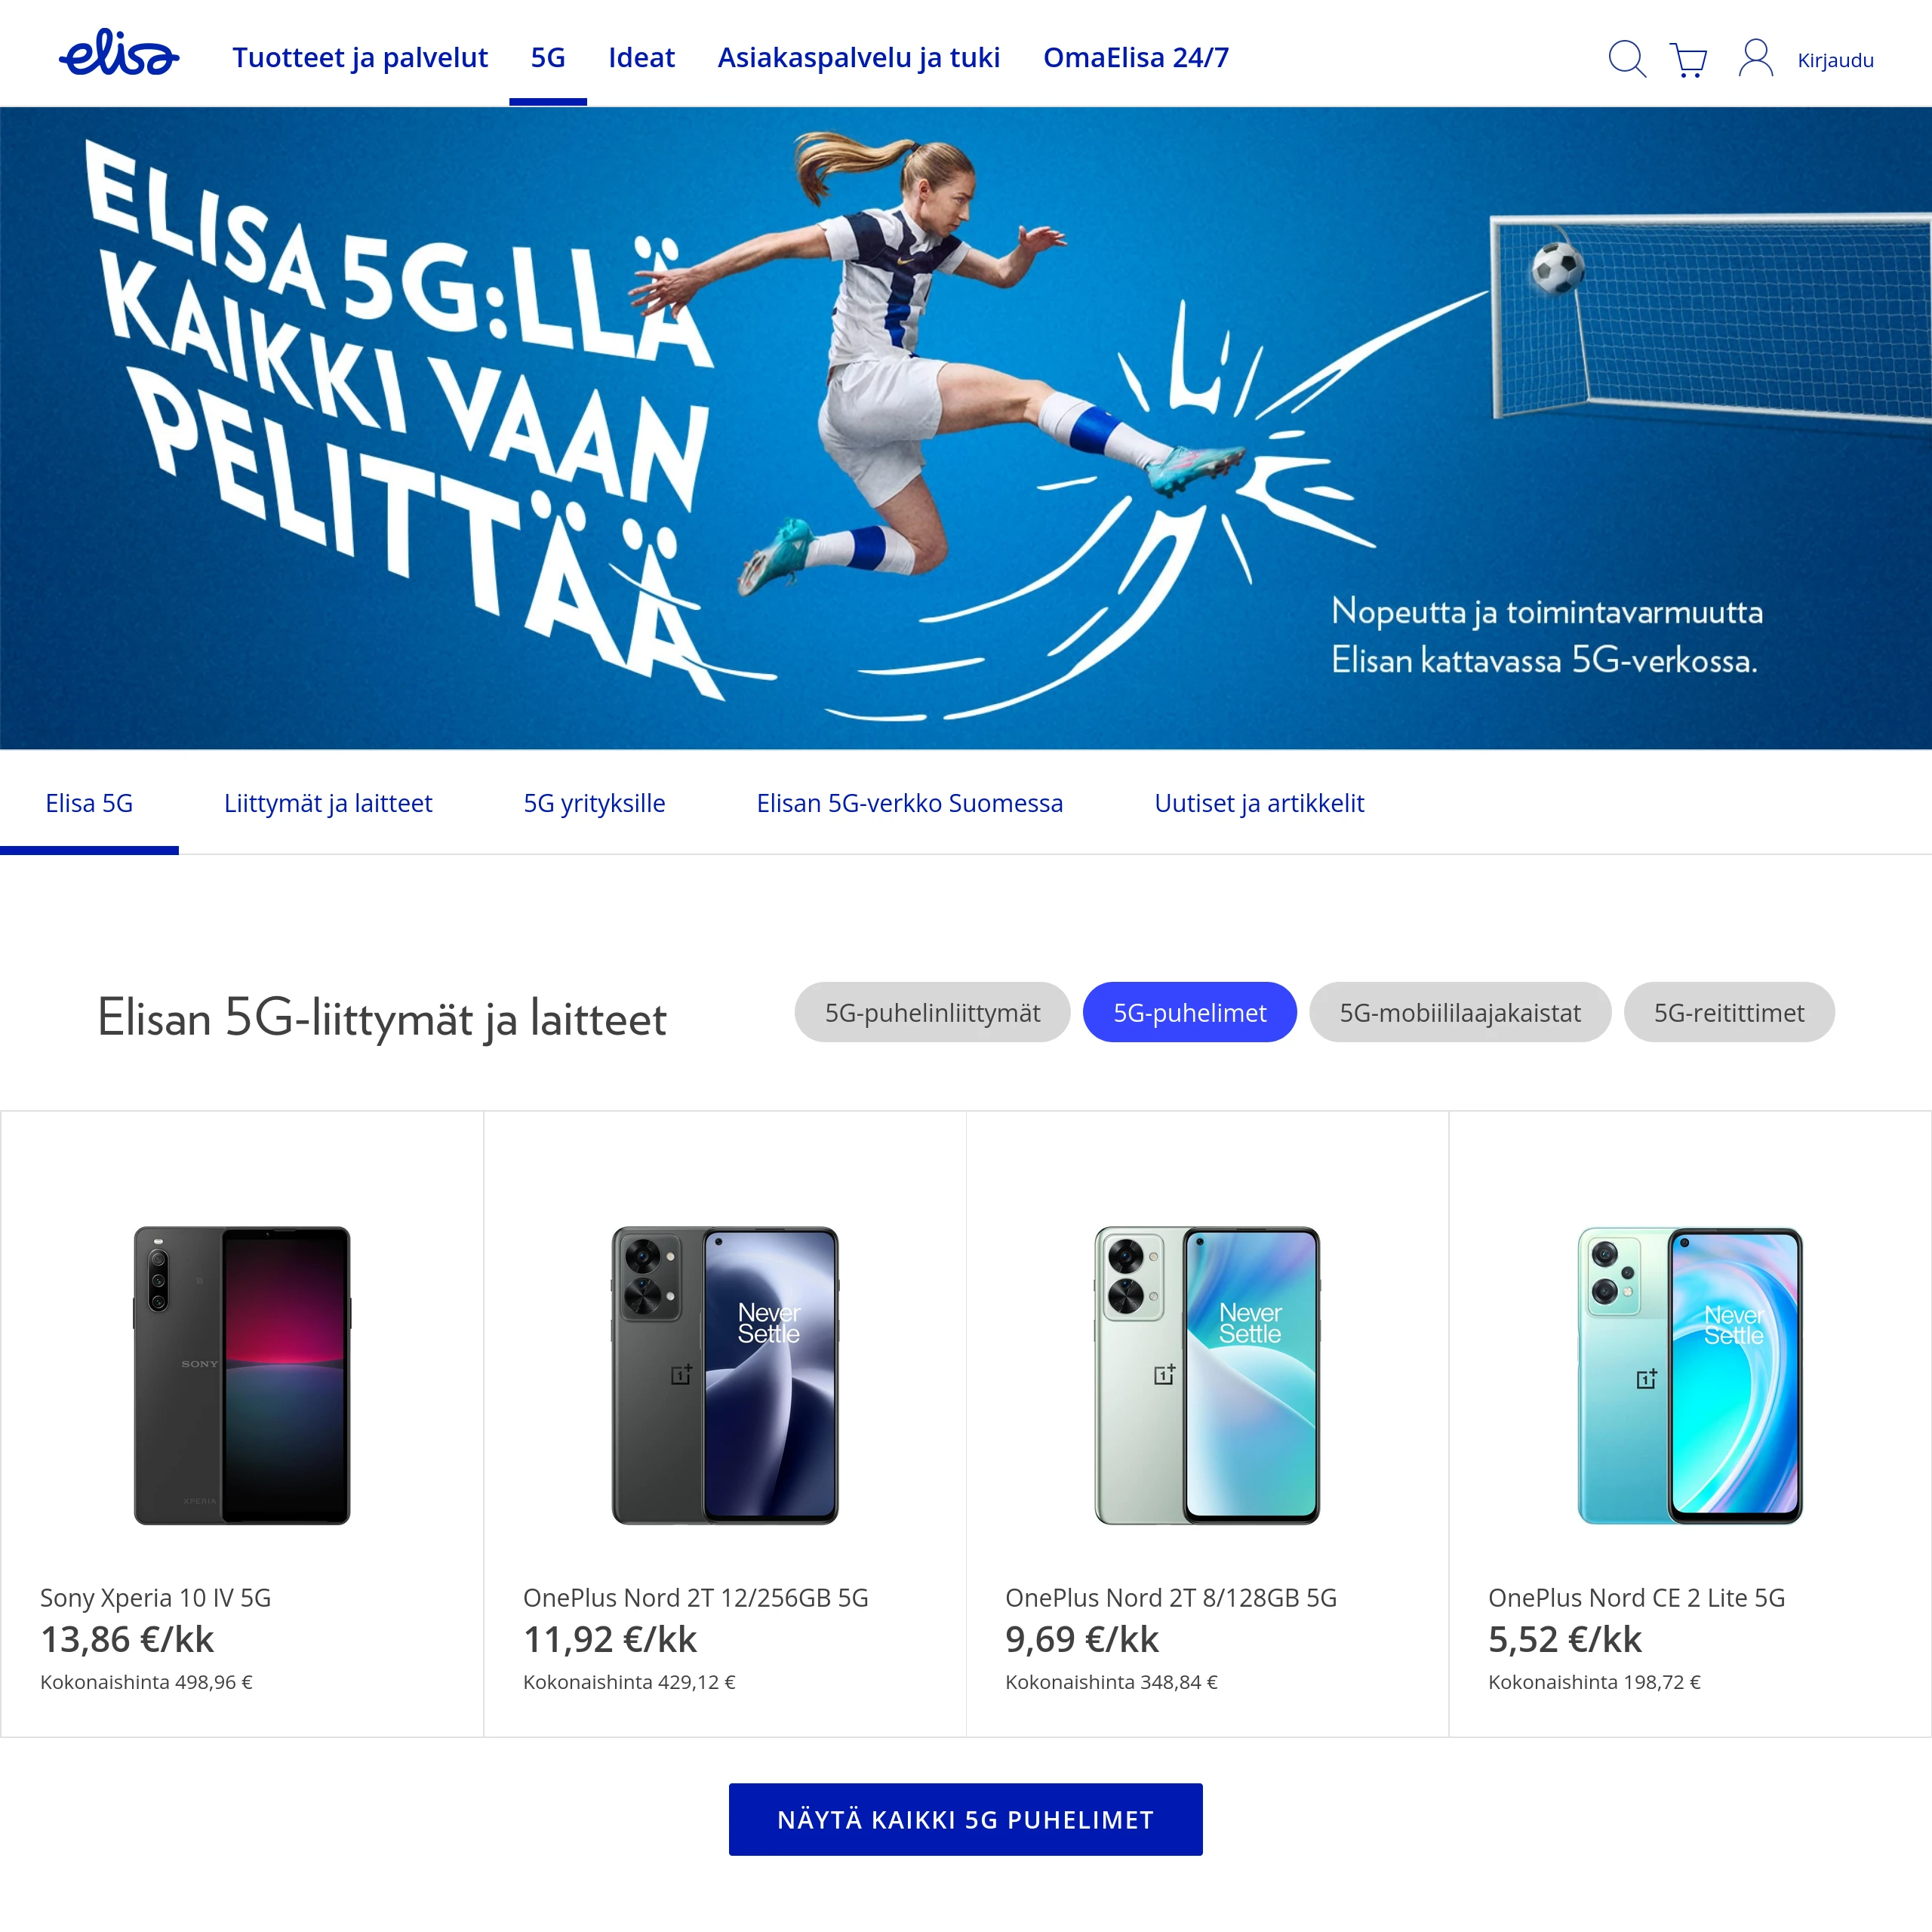 elisa
Tuotteet ja palvelut
5G
Ideat
Asiakaspalvelu ja tuki
OmaElisa 24/7
Kirjaudu
ELISA 5G:LLÄ
KAIKKI VAAN
PELITTÄÄ
Nopeutta ja toimintavarmuutta
Elisan kattavassa 5G-verkossa.
Elisa 5G
Liittymät ja laitteet
5G yrityksille
Elisan 5G-verkko Suomessa
Uutiset ja artikkelit
Elisan 5G-liittymät ja laitteet
5G-puhelinliittymät
5G-puhelimet
5G-mobiililaajakaistat
5G-reitittimet
SONY
XPERIA
Never
Settle
Never
Settle
Never
Settle
Sony Xperia 10 IV 5G
13,86 €/kk
Kokonaishinta 498,96 €
OnePlus Nord 2T 12/256GB 5G
11,92 €/kk
Kokonaishinta 429,12 €
OnePlus Nord 2T 8/128GB 5G
9,69 €/kk
Kokonaishinta 348,84 €
OnePlus Nord CE 2 Lite 5G
5,52 €/kk
Kokonaishinta 198,72 €
NÄYTÄ KAIKKI 5G PUHELIMET